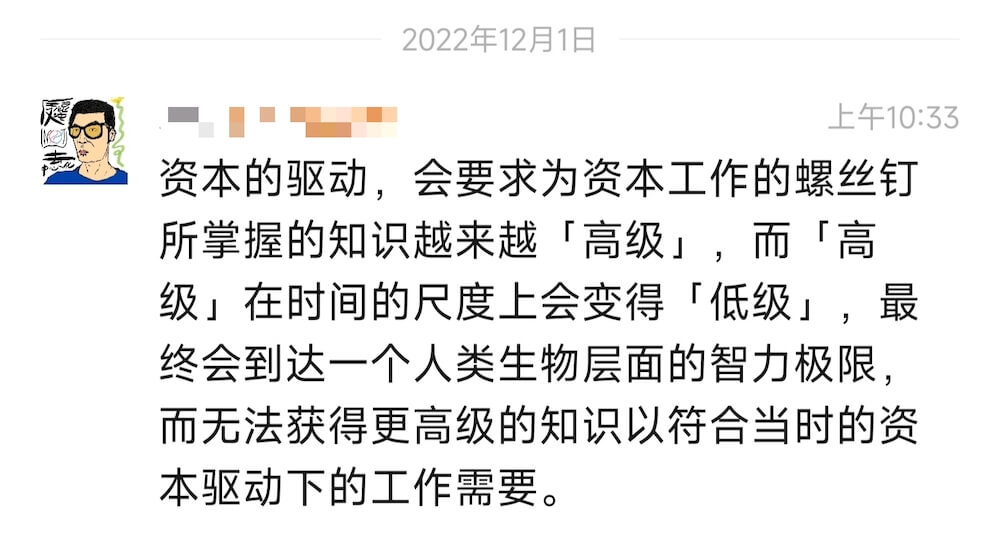 2022年12月1日
上午10:33
资本的驱动，会要求为资本工作的螺丝钉
所掌握的知识越来越「高级」，而「高
级」在时间的尺度上会变得「低级」，最
终会到达一个人类生物层面的智力极限，
而无法获得更高级的知识以符合当时的资
本驱动下的工作需要。